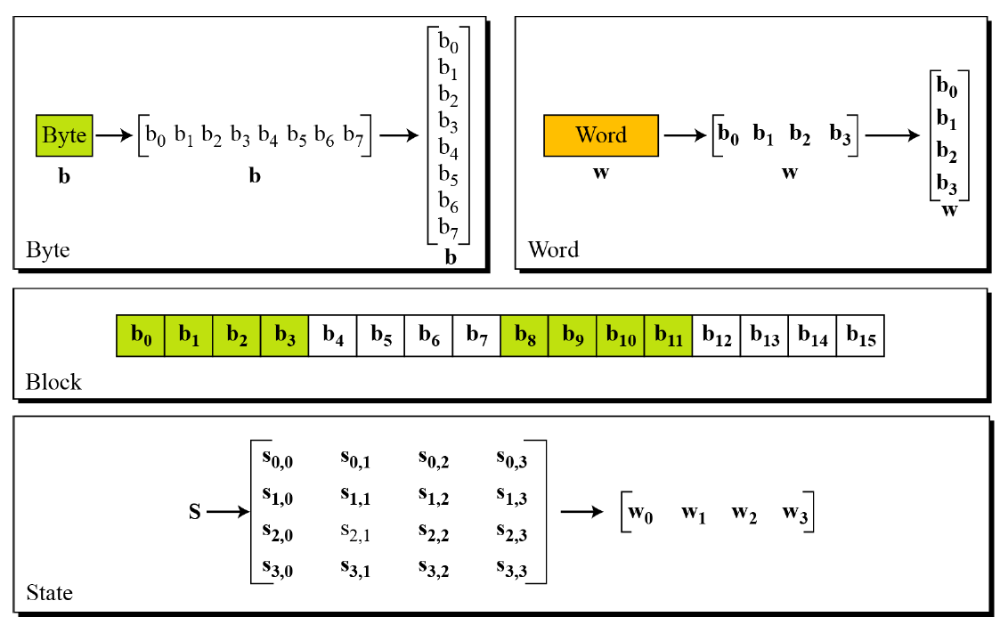 b₀
b₁
b₂
b₃
b₄
b₅
b₆
b₇
Byte b₀ b₁ b₂ b₃ b₄ b₅ b₆ b₇
b b
b
Byte
b₀
b₁
b₂
b₃
Word b₀ b₁ b₂ b₃
w w
w
Word
b₀ b₁ b₂ b₃ b₄ b₅ b₆ b₇ b₈ b₉ b₁₀ b₁₁ b₁₂ b₁₃ b₁₄ b₁₅
Block
s₀,₀ s₀,₁ s₀,₂ s₀,₃
s₁,₀ s₁,₁ s₁,₂ s₁,₃
S
s₂,₀ s₂,₁ s₂,₂ s₂,₃
s₃,₀ s₃,₁ s₃,₂ s₃,₃
w₀ w₁ w₂ w₃
State